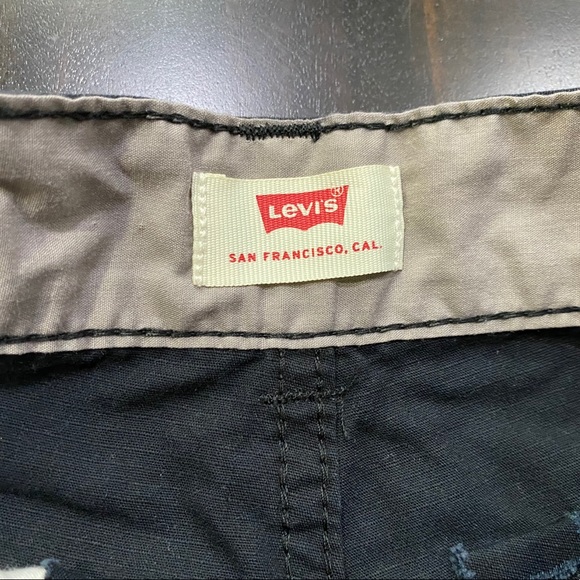 Levi's®
SAN FRANCISCO, CAL.